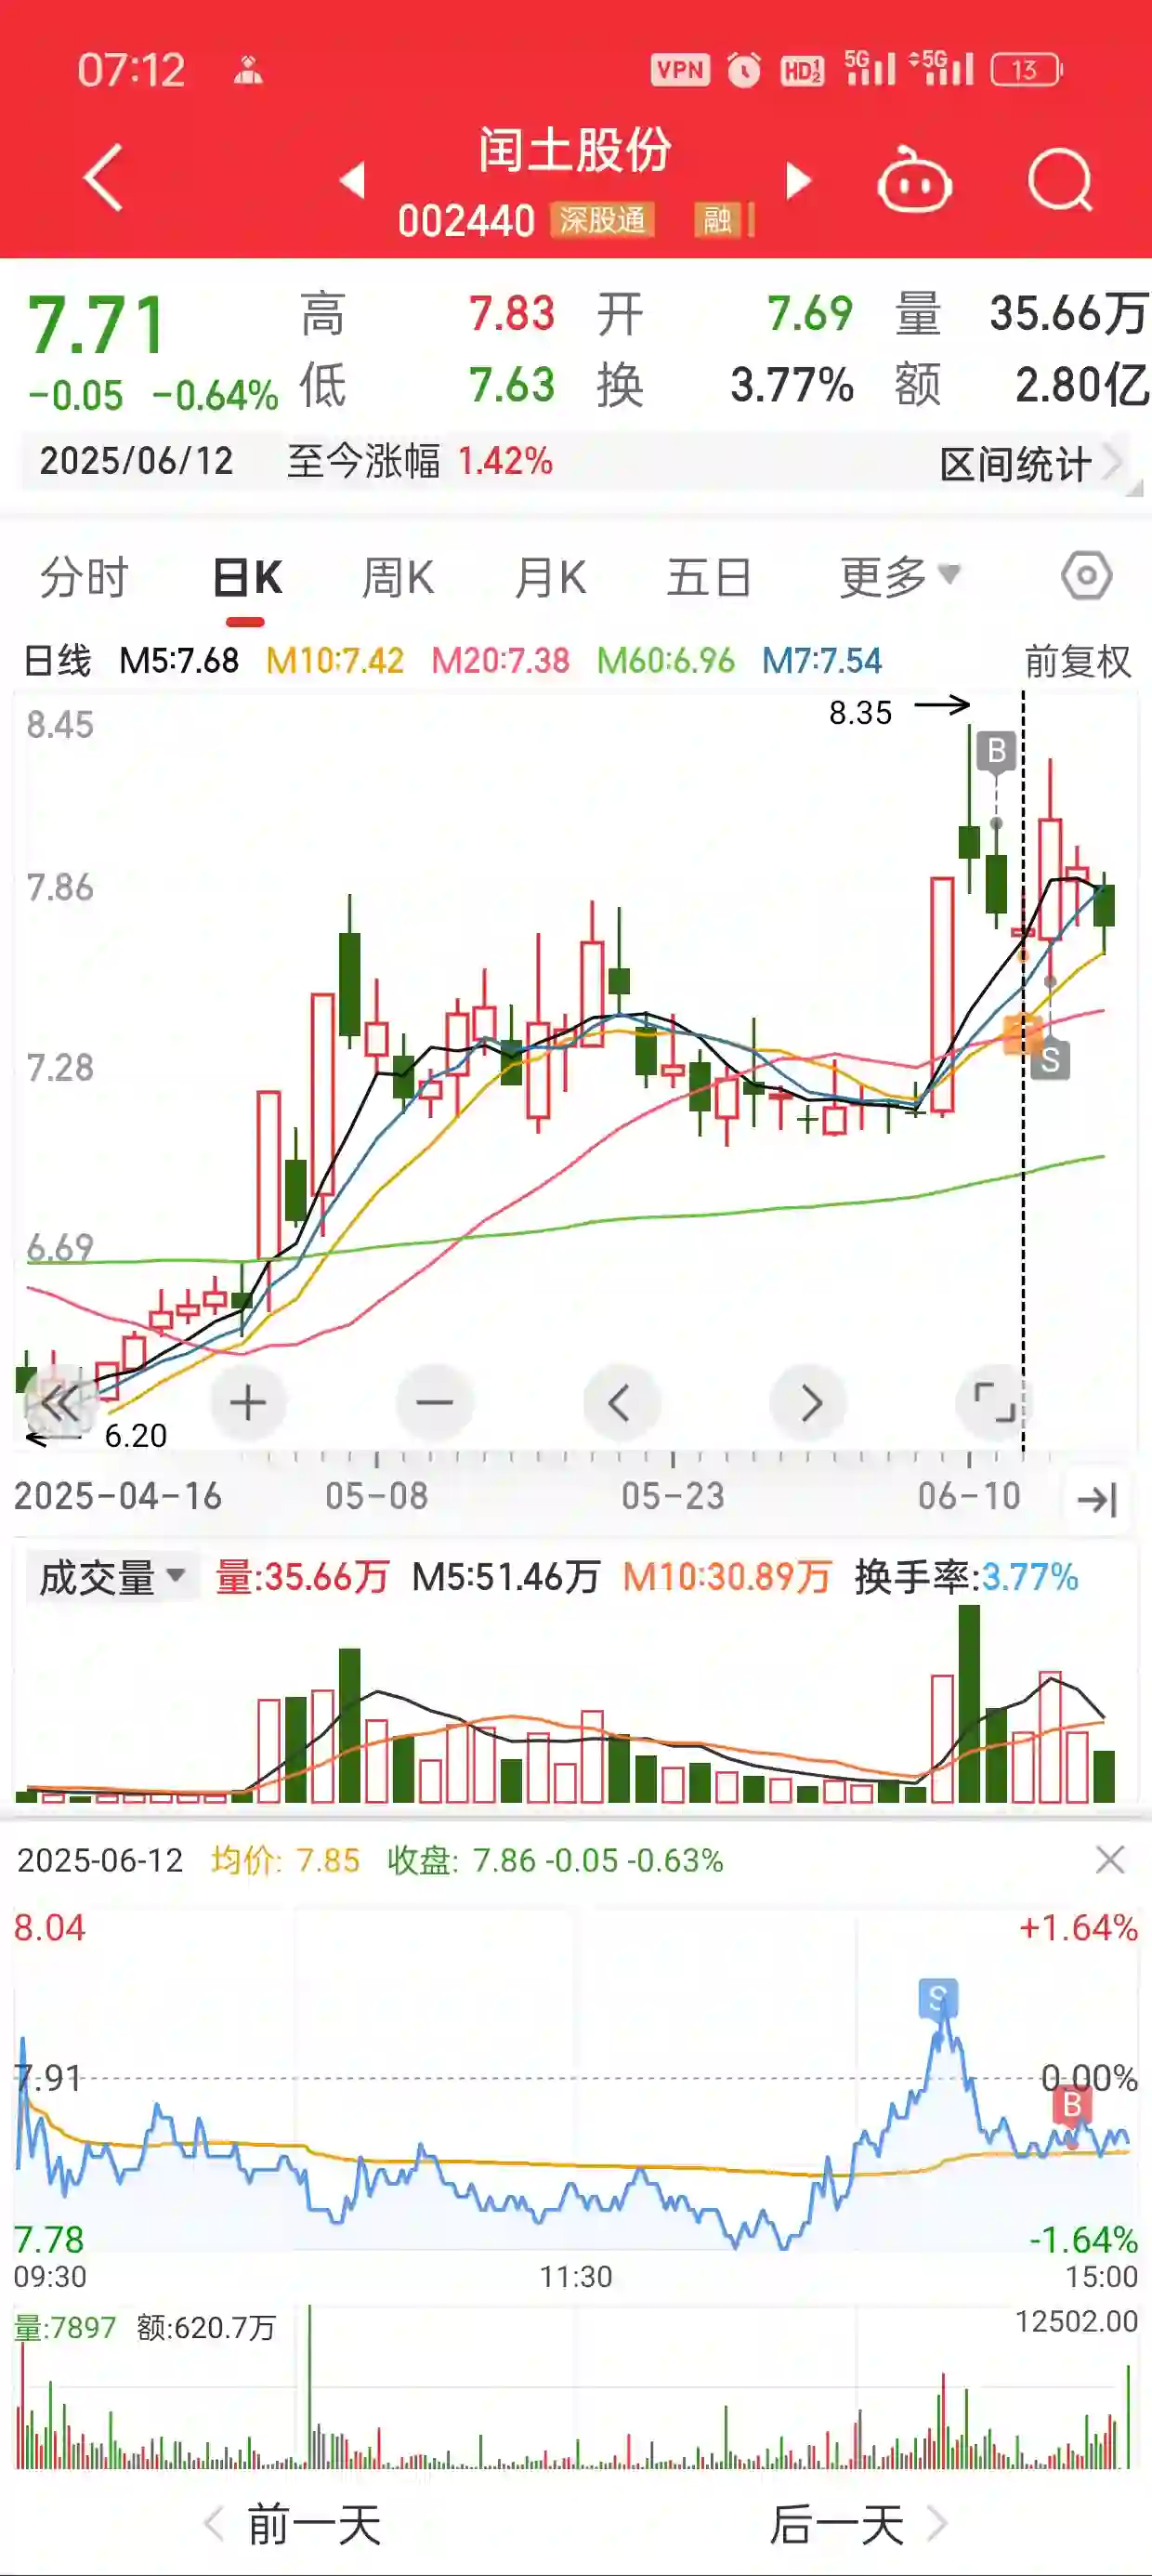 07:12 VPN HD 1 2 5G 5G 13
闰土股份
002440 深股通 融
7.71 高 7.83 开 7.69 量 35.66万
-0.05 -0.64% 低 7.63 换 3.77% 额 2.80亿
2025/06/12 至今涨幅 1.42% 区间统计
分时 日K 周K 月K 五日 更多
日线 M5:7.68 M10:7.42 M20:7.38 M60:6.96 M7:7.54 前复权
8.45
8.35
B
7.86
7.28
S
6.69
6.20
2025-04-16 05-08 05-23 06-10
成交量 量:35.66万 M5:51.46万 M10:30.89万 换手率:3.77%
2025-06-12 均价: 7.85 收盘: 7.86 -0.05 -0.63%
8.04 +1.64%
S
7.91 0.00%
B
7.78 -1.64%
09:30 11:30 15:00
量:7897 额:620.7万 12502.00
前一天 后一天